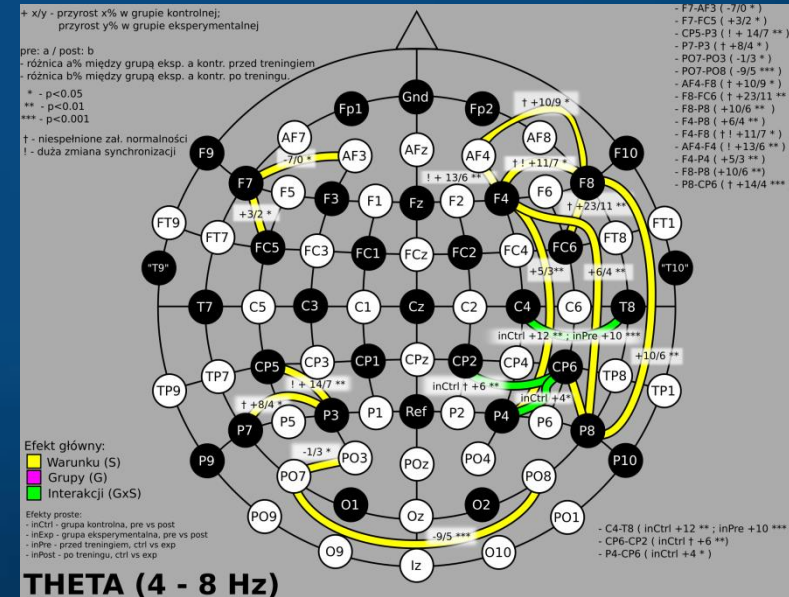 + x/y - przyrost x% w grupie kontrolnej;
przyrost y% w grupie eksperymentalnej
pre: a / post: b
- różnica a% między grupą eksp. a kontr. przed treningiem
- różnica b% między grupą eksp. a kontr. po treningu.
* - p<0.05
** - p<0.01
*** - p<0.001
† - niespełnione zał. normalności
! - duża zmiana synchronizacji
- F7-AF3 ( -7/0 * )
- F7-FC5 ( +3/2 * )
- CP5-P3 ( ! + 14/7 ** )
- P7-P3 ( † +8/4 * )
- PO7-PO3 ( -1/3 * )
- PO7-PO8 ( -9/5 *** )
- AF4-F8 ( † +10/9 * )
- F8-FC6 ( † +23/11 ** )
- F8-P8 ( +10/6 ** )
- F4-P8 ( +6/4 ** )
- F4-F8 ( † ! +11/7 * )
- AF4-F4 ( ! +13/6 ** )
- F4-P4 ( +5/3 ** )
- F8-P8 (+10/6 **)
- P8-CP6 ( † +14/4 ***
Gnd
Fp1 Fp2
† +10/9 *
AF7 AF8
F9 AF3 AFz AF4 F10
-7/0 *
! + 13/6 ** † ! +11/7 *
F7 F5 F3 F1 Fz F2 F4 F6 F8
+3/2 * † +23/11 **
FT9 FT7 FC5 FC3 FC1 FCz FC2 FC4 FC6 FT8 FT1
"T9" +5/3** +6/4 ** "T10"
T7 C5 C3 C1 Cz C2 C4 C6 T8
inCtrl +12 ** ; inPre +10 ***
+10/6 **
TP9 TP7 CP5 CP3 CP1 CPz CP2 CP4 CP6 TP8 TP1
! + 14/7 ** inCtrl † +6 **
† +8/4 * inCtrl +4*
P7 P5 P3 P1 Ref P2 P4 P6 P8
-1/3 *
P9 PO7 PO3 POz PO4 PO8 P10
O1 O2
PO9 Oz PO1
-9/5 ***
O9 Iz O10
Efekt główny:
Warunku (S)
Grupy (G)
Interakcji (GxS)
Efekty proste:
- inCtrl - grupa kontrolna, pre vs post
- inExp - grupa eksperymentalna, pre vs post
- inPre - przed treningiem, ctrl vs exp
- inPost - po treningu, ctrl vs exp
- C4-T8 ( inCtrl +12 ** ; inPre +10 ***
- CP6-CP2 ( inCtrl † +6 **)
- P4-CP6 ( inCtrl +4 * )
THETA (4 - 8 Hz)